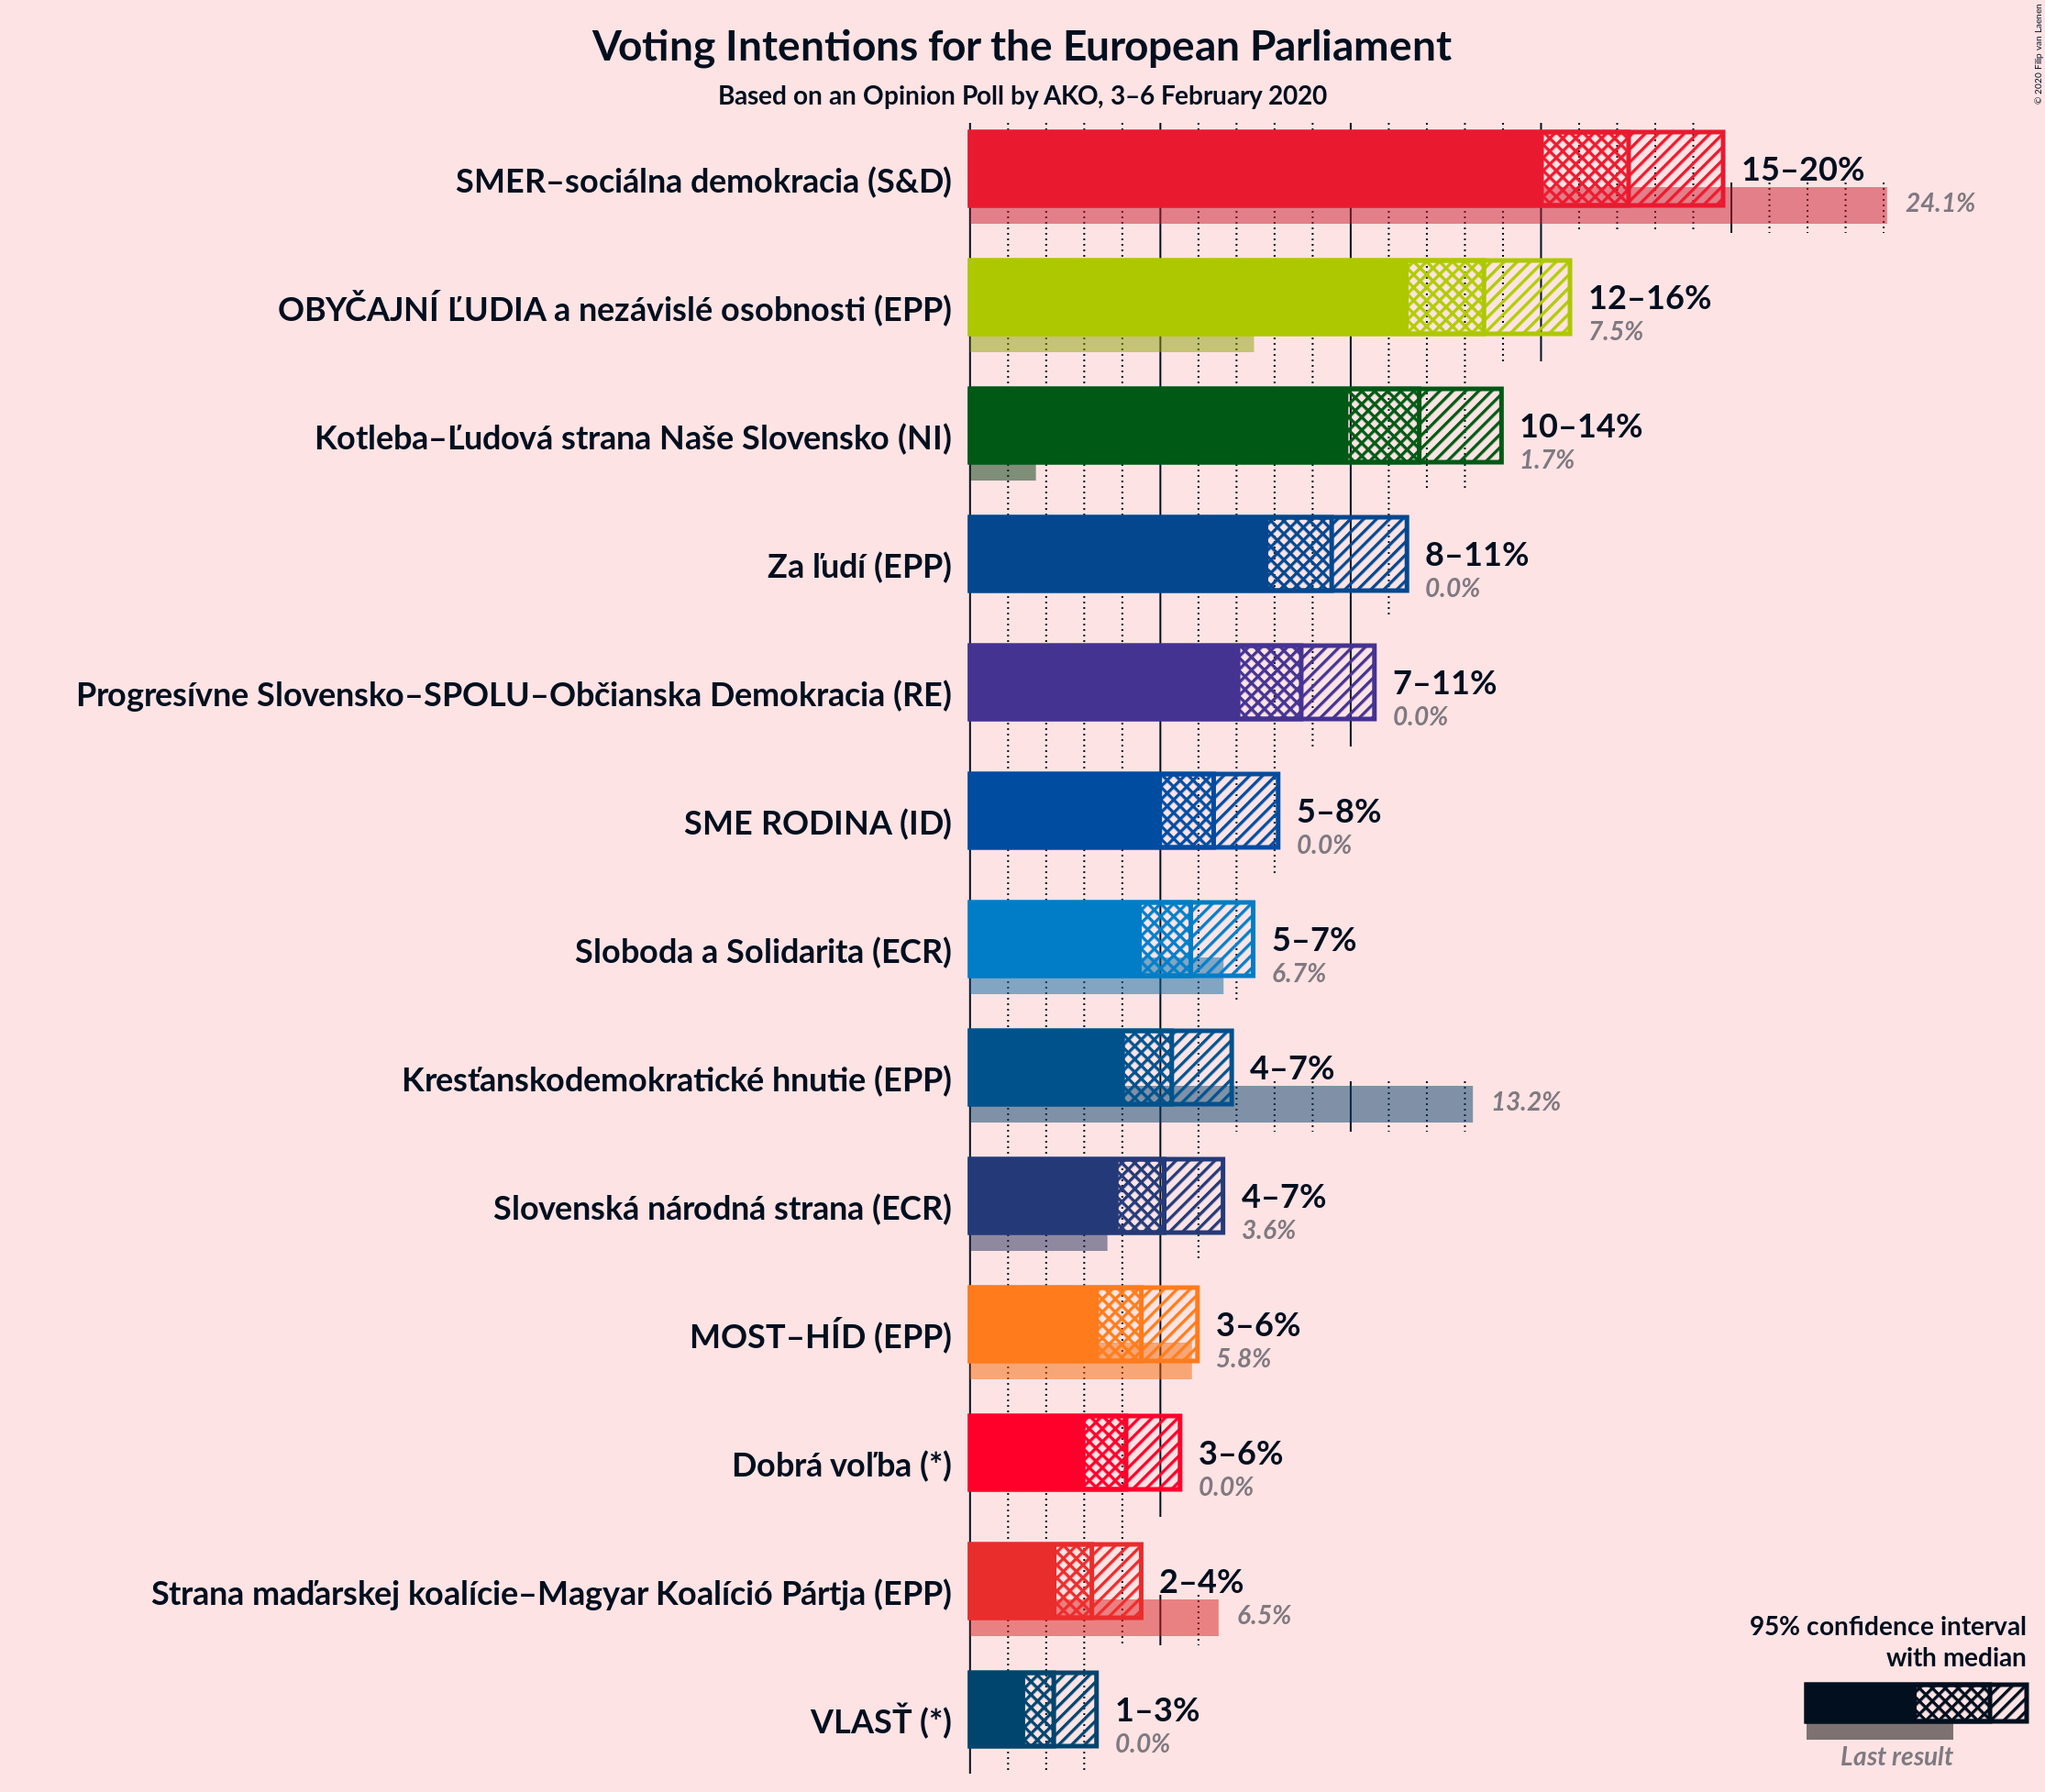 Voting Intentions for the European Parliament
Based on an Opinion Poll by AKO, 3–6 February 2020
© 2020 Filip van Laenen
SMER–sociálna demokracia (S&D)
15–20%
24.1%
OBYČAJNÍ ĽUDIA a nezávislé osobnosti (EPP)
12–16%
7.5%
Kotleba–Ľudová strana Naše Slovensko (NI)
10–14%
1.7%
Za ľudí (EPP)
8–11%
0.0%
Progresívne Slovensko–SPOLU–Občianska Demokracia (RE)
7–11%
0.0%
SME RODINA (ID)
5–8%
0.0%
Sloboda a Solidarita (ECR)
5–7%
6.7%
Kresťanskodemokratické hnutie (EPP)
4–7%
13.2%
Slovenská národná strana (ECR)
4–7%
3.6%
MOST–HÍD (EPP)
3–6%
5.8%
Dobrá voľba (*)
3–6%
0.0%
Strana maďarskej koalície–Magyar Koalíció Pártja (EPP)
2–4%
6.5%
VLASŤ (*)
1–3%
0.0%
95% confidence interval
with median
Last result